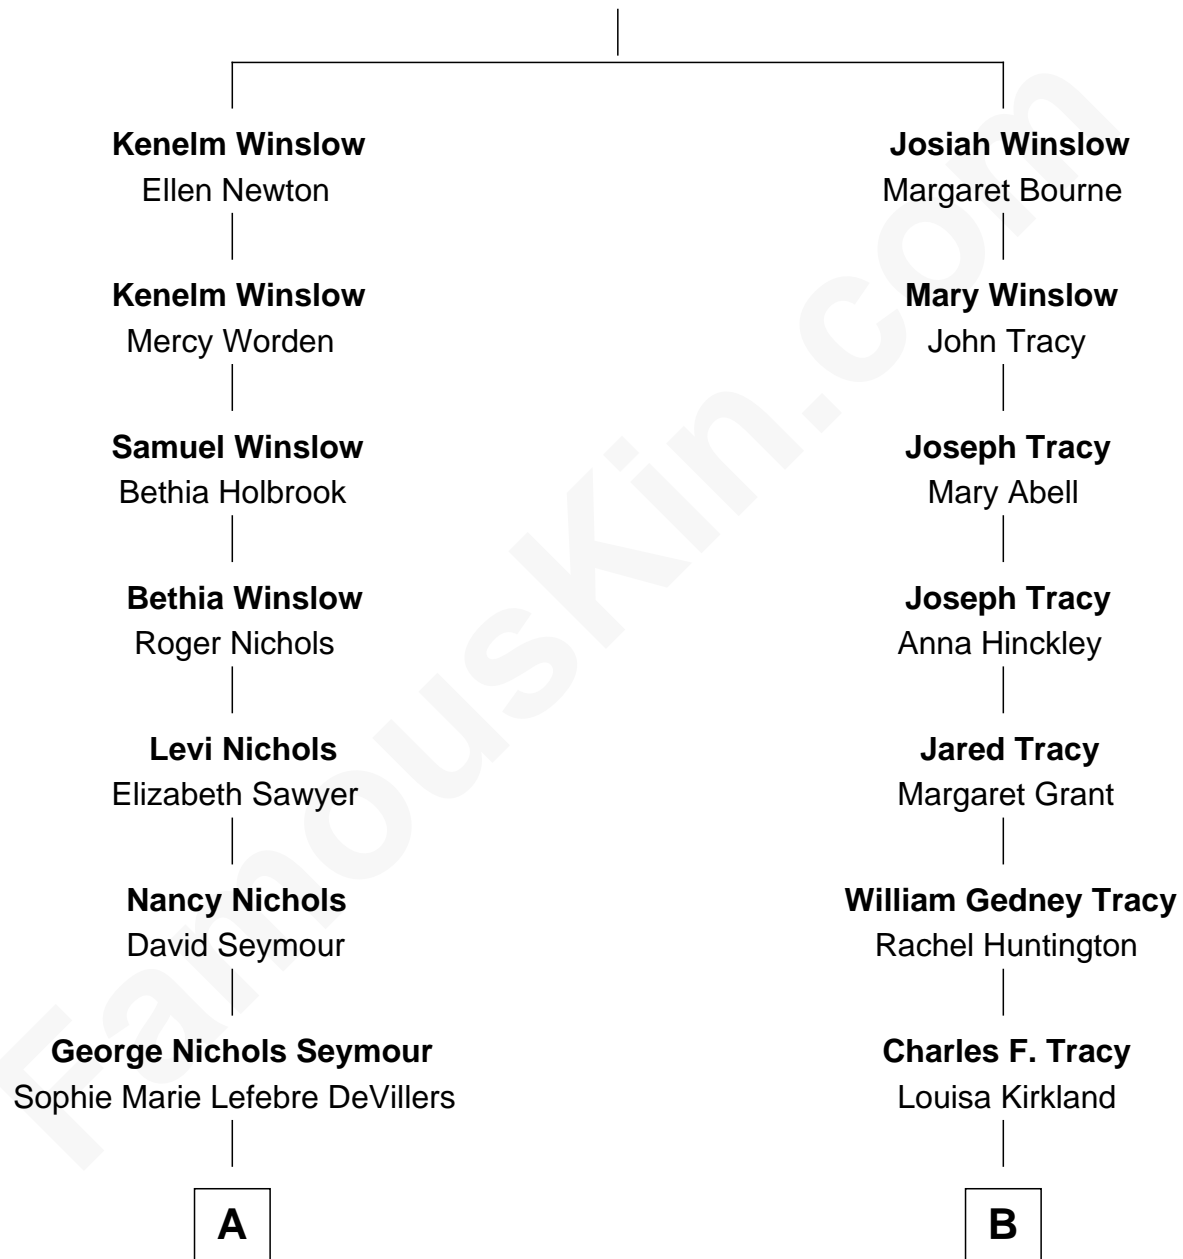 Kenelm Winslow
Ellen Newton
Josiah Winslow
Margaret Bourne
Kenelm Winslow
Mercy Worden
Mary Winslow
John Tracy
Samuel Winslow
Bethia Holbrook
Joseph Tracy
Mary Abell
Bethia Winslow
Roger Nichols
Joseph Tracy
Anna Hinckley
Levi Nichols
Elizabeth Sawyer
Jared Tracy
Margaret Grant
Nancy Nichols
David Seymour
William Gedney Tracy
Rachel Huntington
George Nichols Seymour
Sophie Marie Lefebre DeVillers
Charles F. Tracy
Louisa Kirkland
A
B
FamousKin.com